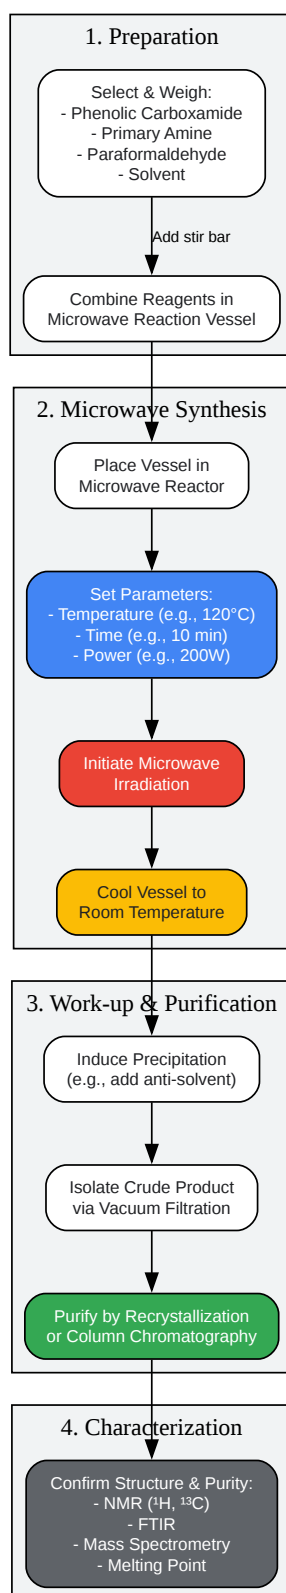 1. Preparation
Select & Weigh:
- Phenolic Carboxamide
- Primary Amine
- Paraformaldehyde
- Solvent
Add stir bar
Combine Reagents in
Microwave Reaction Vessel
2. Microwave Synthesis
Place Vessel in
Microwave Reactor
Set Parameters:
- Temperature (e.g., 120°C)
- Time (e.g., 10 min)
- Power (e.g., 200W)
Initiate Microwave
Irradiation
Cool Vessel to
Room Temperature
3. Work-up & Purification
Induce Precipitation
(e.g., add anti-solvent)
Isolate Crude Product
via Vacuum Filtration
Purify by Recrystallization
or Column Chromatography
4. Characterization
Confirm Structure & Purity:
- NMR (¹H, ¹³C)
- FTIR
- Mass Spectrometry
- Melting Point